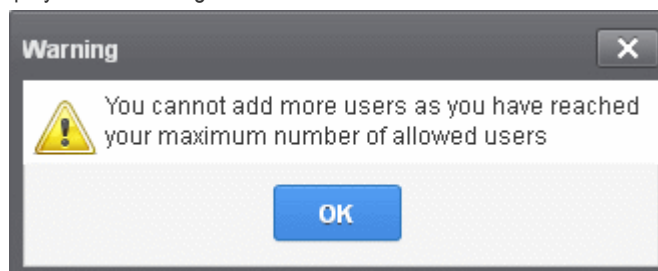 Warning
You cannot add more users as you have reached
your maximum number of allowed users
OK